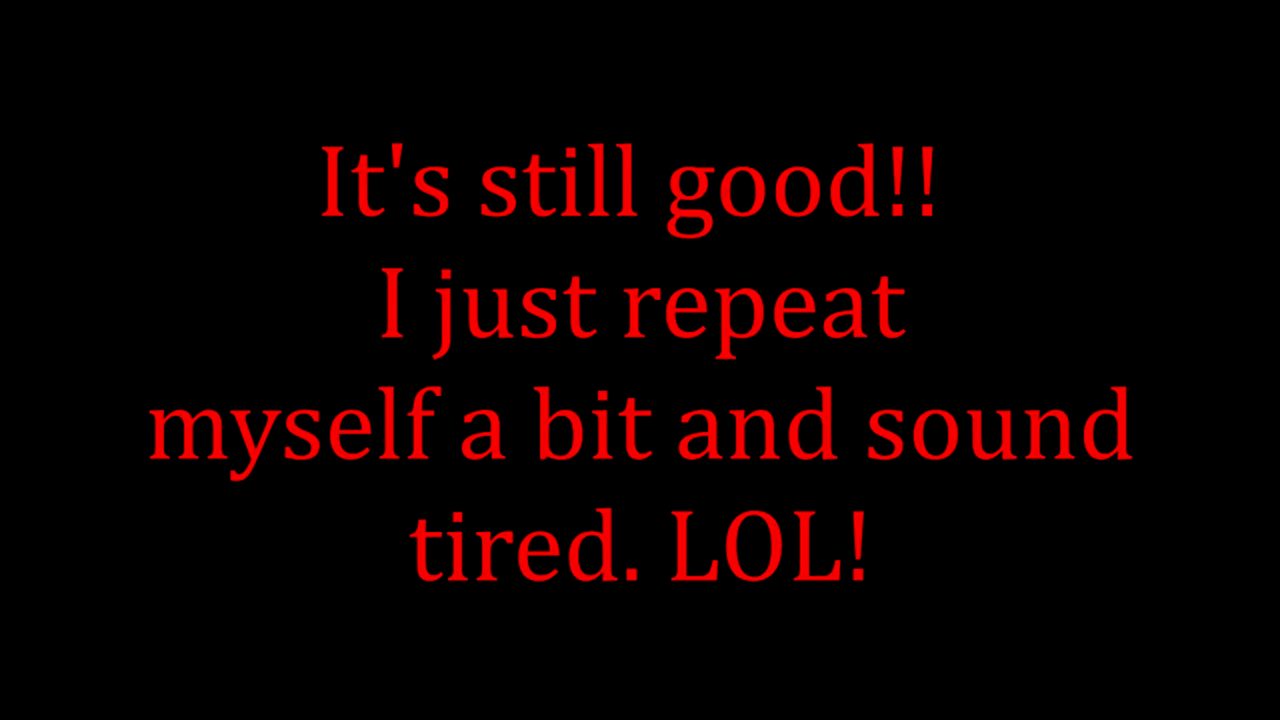 It's still good!!
I just repeat
myself a bit and sound
tired. LOL!